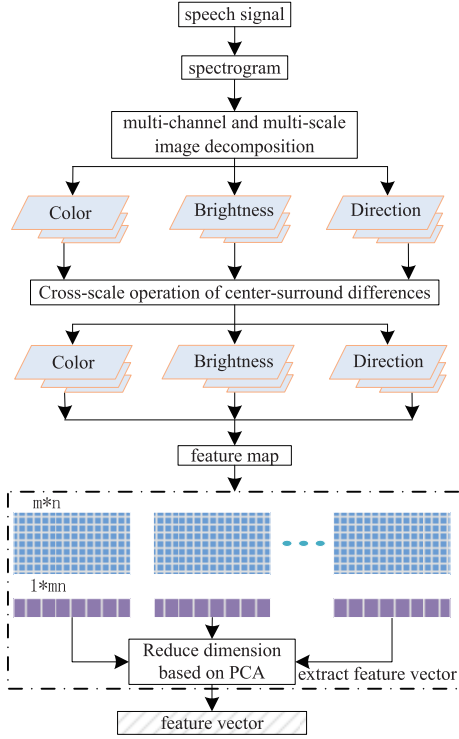 speech signal
spectrogram
multi-channel and multi-scale
image decomposition
Color
Brightness
Direction
Cross-scale operation of center-surround differences
Color
Brightness
Direction
feature map
m*n
1*mn
Reduce dimension
based on PCA
extract feature vector
feature vector